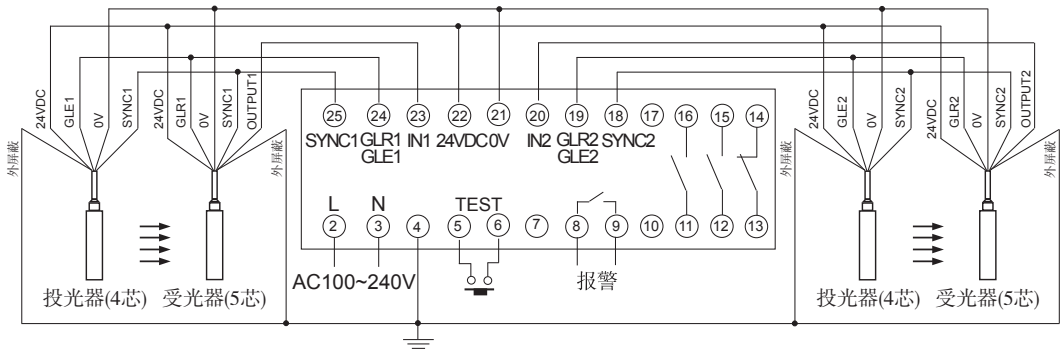 24VDC
GLE1
0V
SYNC1
24VDC
GLR1
0V
SYNC1
OUTPUT1
外屏蔽
外屏蔽
投光器(4芯)
受光器(5芯)
25 24 23 22 21 20 19 18 17 16 15 14
SYNC1 GLR1 IN1 24VDC 0V IN2 GLR2 SYNC2
GLE1 GLE2
L N TEST
2 3 4 5 6 7 8 9 10 11 12 13
AC100~240V
报警
24VDC
GLE2
0V
SYNC2
24VDC
GLR2
0V
SYNC2
OUTPUT2
外屏蔽
外屏蔽
投光器(4芯)
受光器(5芯)